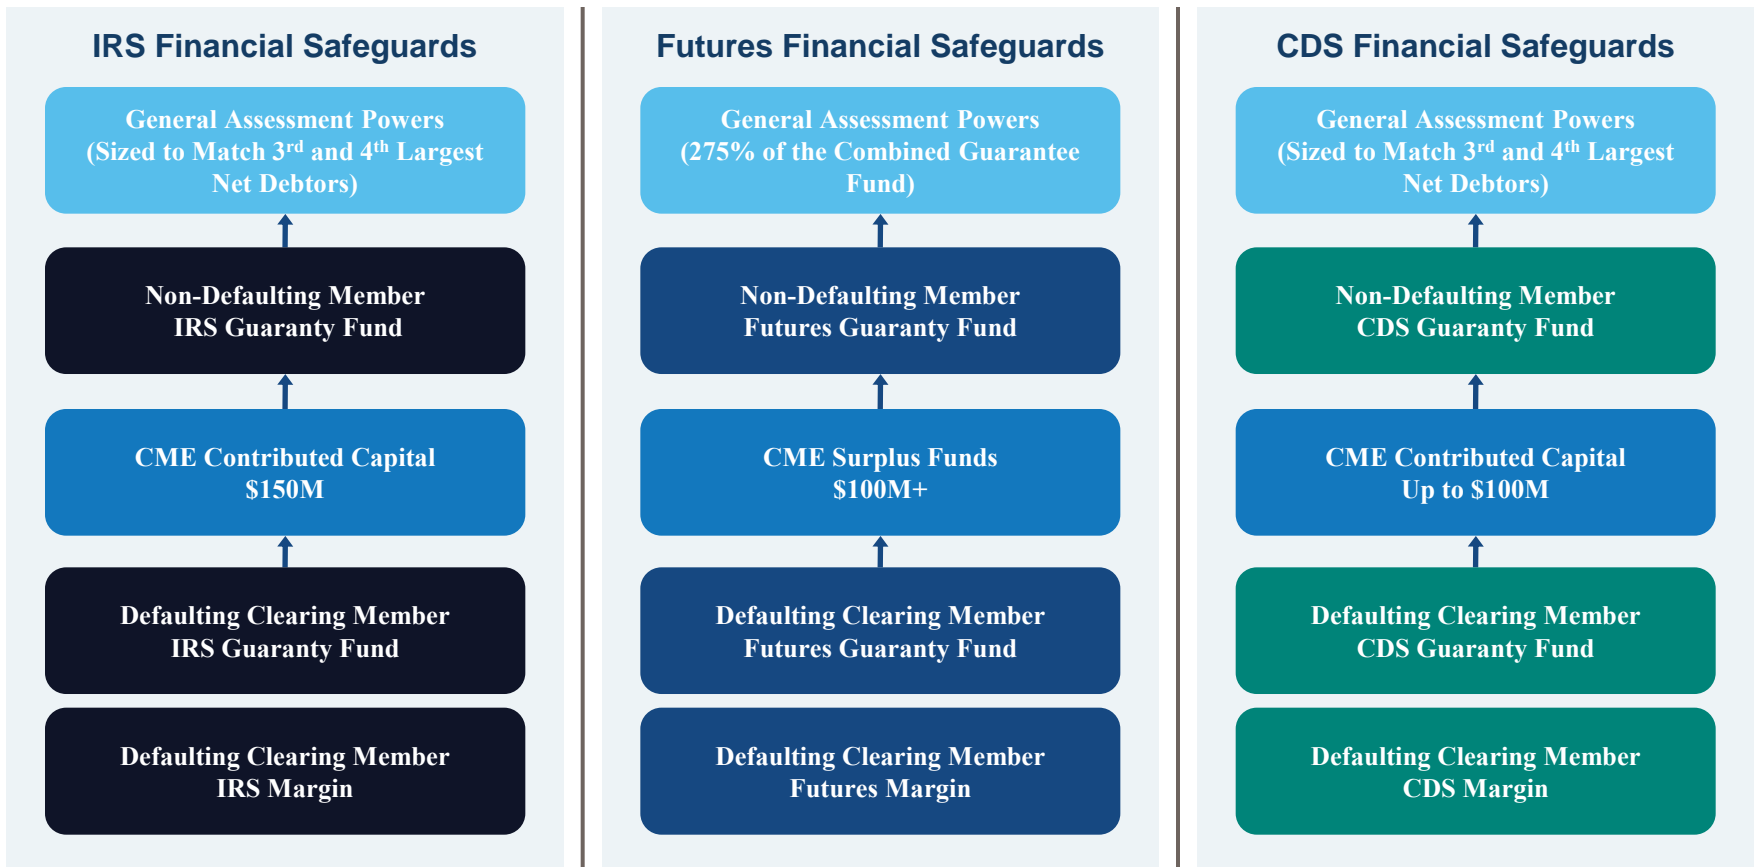 IRS Financial Safeguards
General Assessment Powers
(Sized to Match 3rd and 4th Largest
Net Debtors)
Non-Defaulting Member
IRS Guaranty Fund
CME Contributed Capital
$150M
Defaulting Clearing Member
IRS Guaranty Fund
Defaulting Clearing Member
IRS Margin
Futures Financial Safeguards
General Assessment Powers
(275% of the Combined Guarantee
Fund)
Non-Defaulting Member
Futures Guaranty Fund
CME Surplus Funds
$100M+
Defaulting Clearing Member
Futures Guaranty Fund
Defaulting Clearing Member
Futures Margin
CDS Financial Safeguards
General Assessment Powers
(Sized to Match 3rd and 4th Largest
Net Debtors)
Non-Defaulting Member
CDS Guaranty Fund
CME Contributed Capital
Up to $100M
Defaulting Clearing Member
CDS Guaranty Fund
Defaulting Clearing Member
CDS Margin